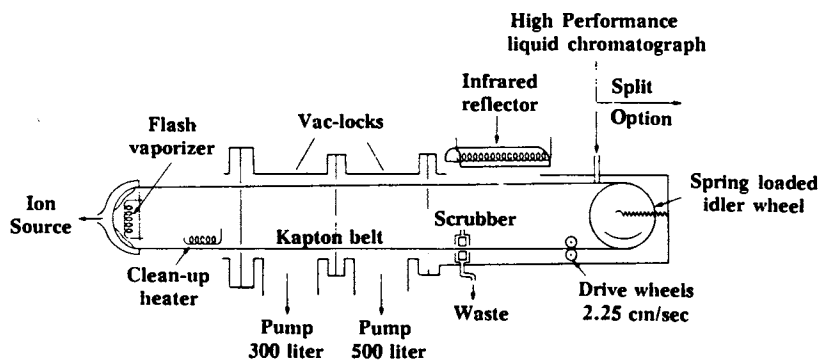 High Performance
liquid chromatograph
Infrared
reflector
Split
Option
Flash
vaporizer
Vac-locks
Spring loaded
idler wheel
Ion
Source
Scrubber
Kapton belt
Clean-up
heater
Waste
Drive wheels
2.25 cm/sec
Pump
300 liter
Pump
500 liter